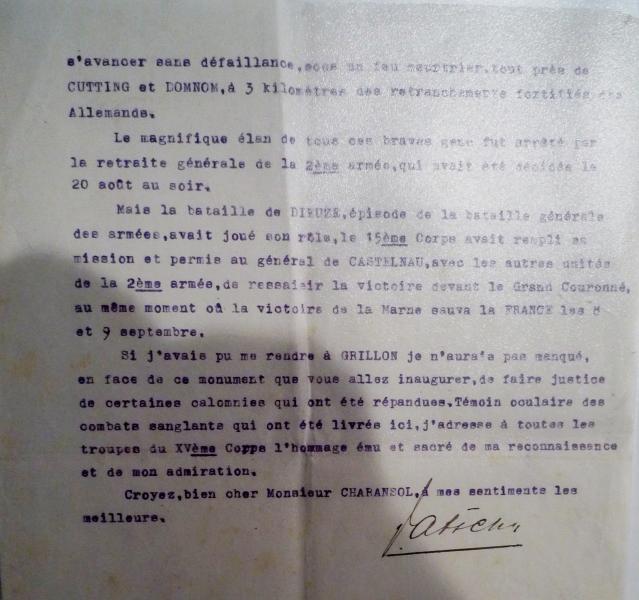 s'avancer sans défaillance,sous un feu meurtrier,tout près de
CUTTING et DOMNOM,à 3 kilomètres des retranchements fortifiés des
Allemands.
Le magnifique élan de tous ces braves gens fut arrêté par
la retraite générale de la 2ème armée,qui avait été décidée le
20 août au soir.
Mais la bataille de DIEUZE,épisode de la bataille générale
des armées,avait joué son rôle,le 15ème Corps avait rempli sa
mission et permis au général de CASTELNAU,avec les autres unités
de la 2ème armée,de ressaisir la victoire devant le Grand Couronné,
au même moment où la victoire de la Marne sauva la FRANCE les 8
et 9 septembre.
Si j'avais pu me rendre à GRILLON je n'aurais pas manqué,
en face de ce monument que vous allez inaugurer,de faire justice
de certaines calomnies qui ont été répandues.Témoin oculaire des
combats sanglants qui ont été livrés ici,j'adresse à toutes les
troupes du XVème Corps l'hommage ému et sacré de ma reconnaissance
et de mon admiration.
Croyez,bien cher Monsieur CHARANSOL,à mes sentiments les
meilleurs.